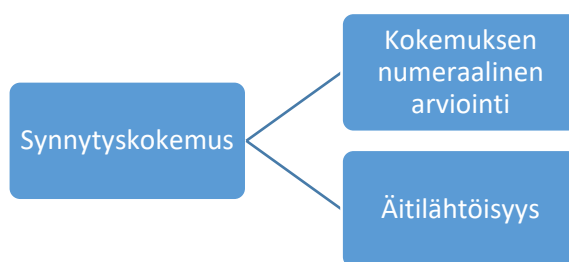 Synnytyskokemus
Kokemuksen
numeraalinen
arviointi
Äitilähtöisyys